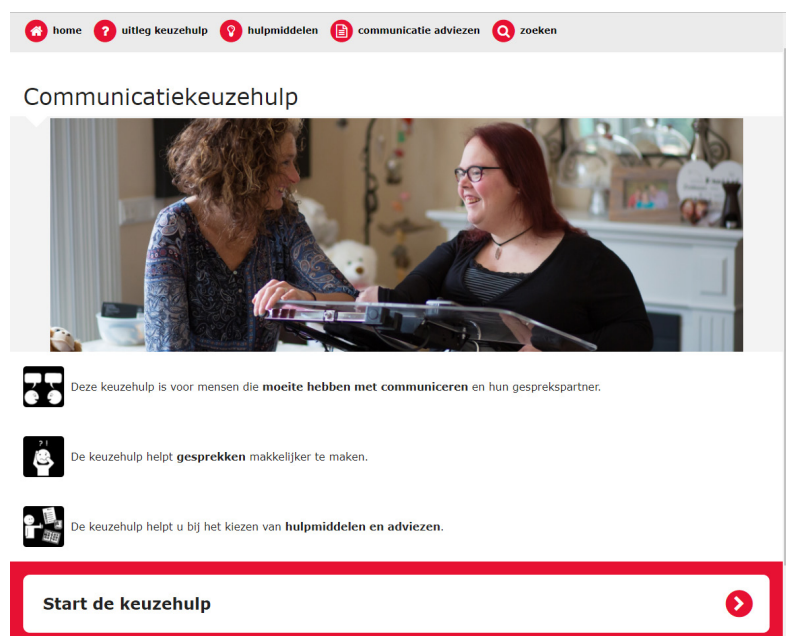 home uitleg keuzehulp hulpmiddelen communicatie adviezen zoeken
Communicatiekeuzehulp
Deze keuzehulp is voor mensen die moeite hebben met communiceren en hun gesprekspartner.
De keuzehulp helpt gesprekken makkelijker te maken.
De keuzehulp helpt u bij het kiezen van hulpmiddelen en adviezen.
Start de keuzehulp